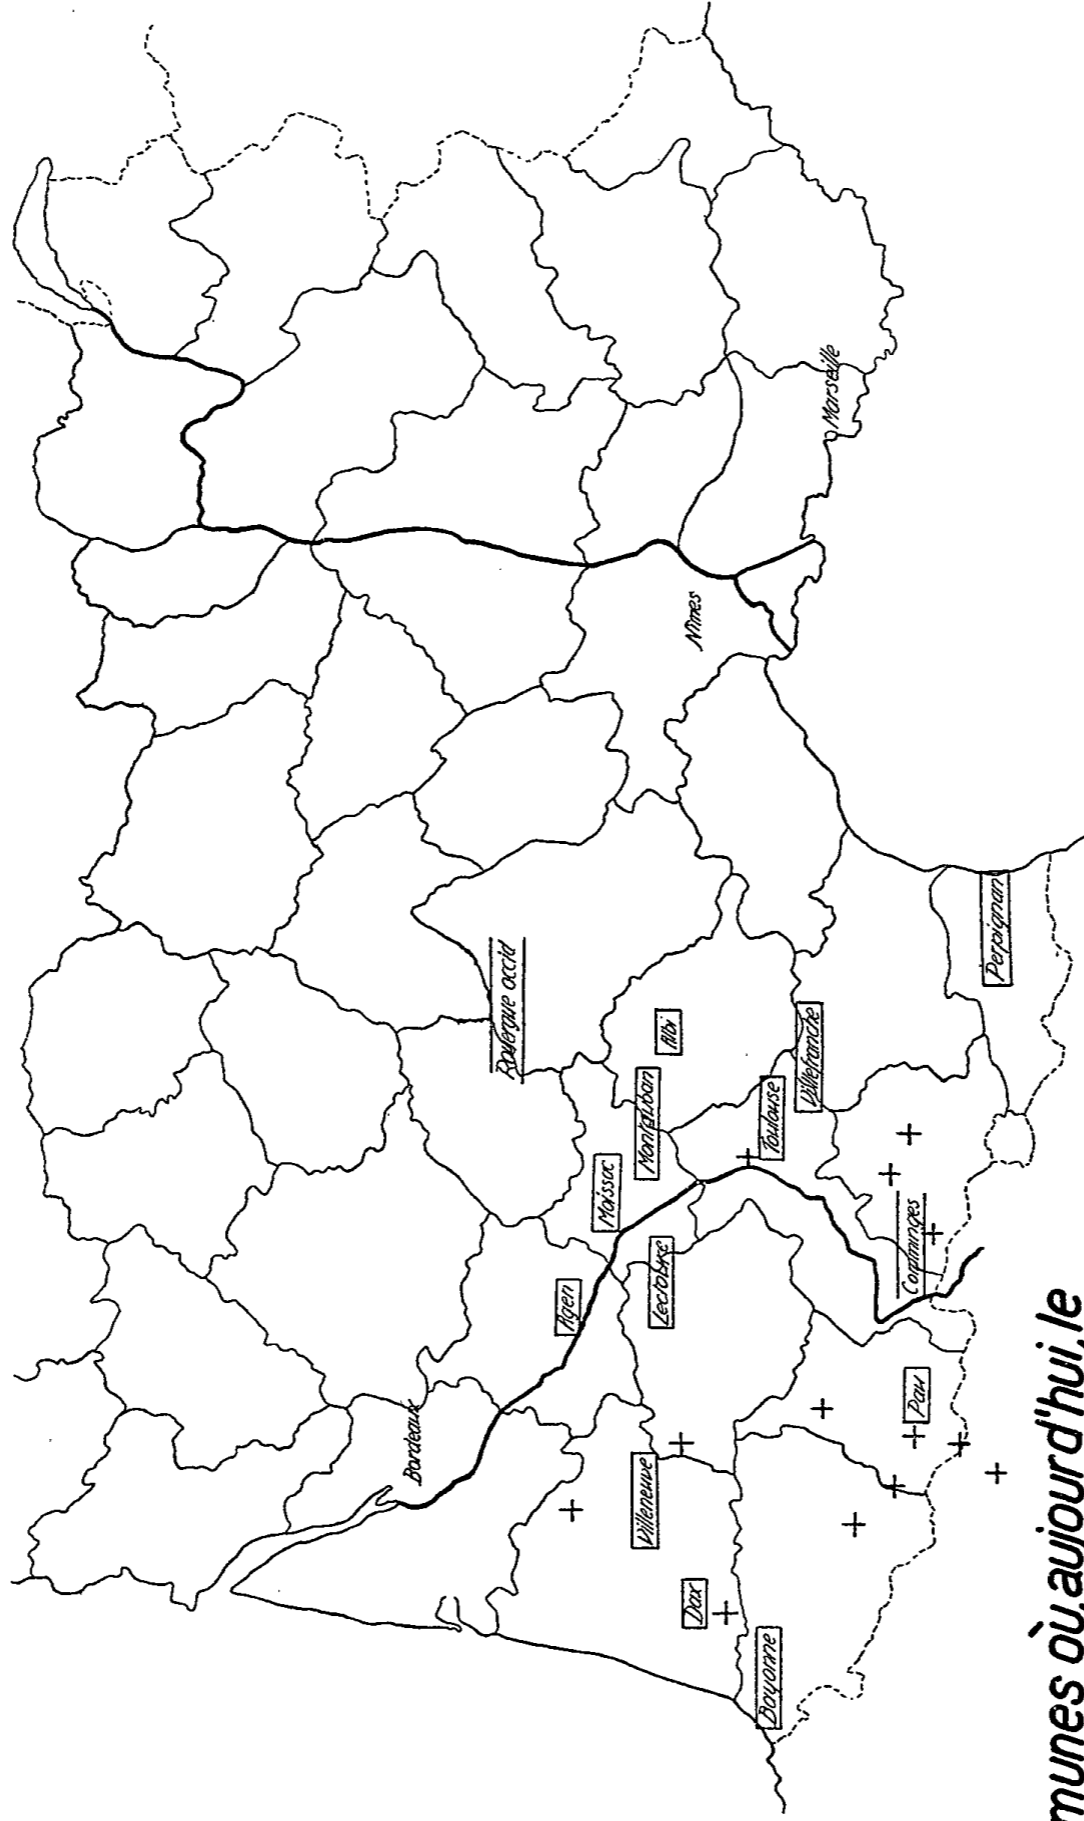 Rouergue occid
Agen
Moissac
Montauban
Albi
Bordeaux
Lectoure
Villeneuve
Toulouse
Villefranche
Nîmes
Marseille
Dax
Bayonne
Pau
Comminges
Perpignan
munes où, aujourd'hui, le